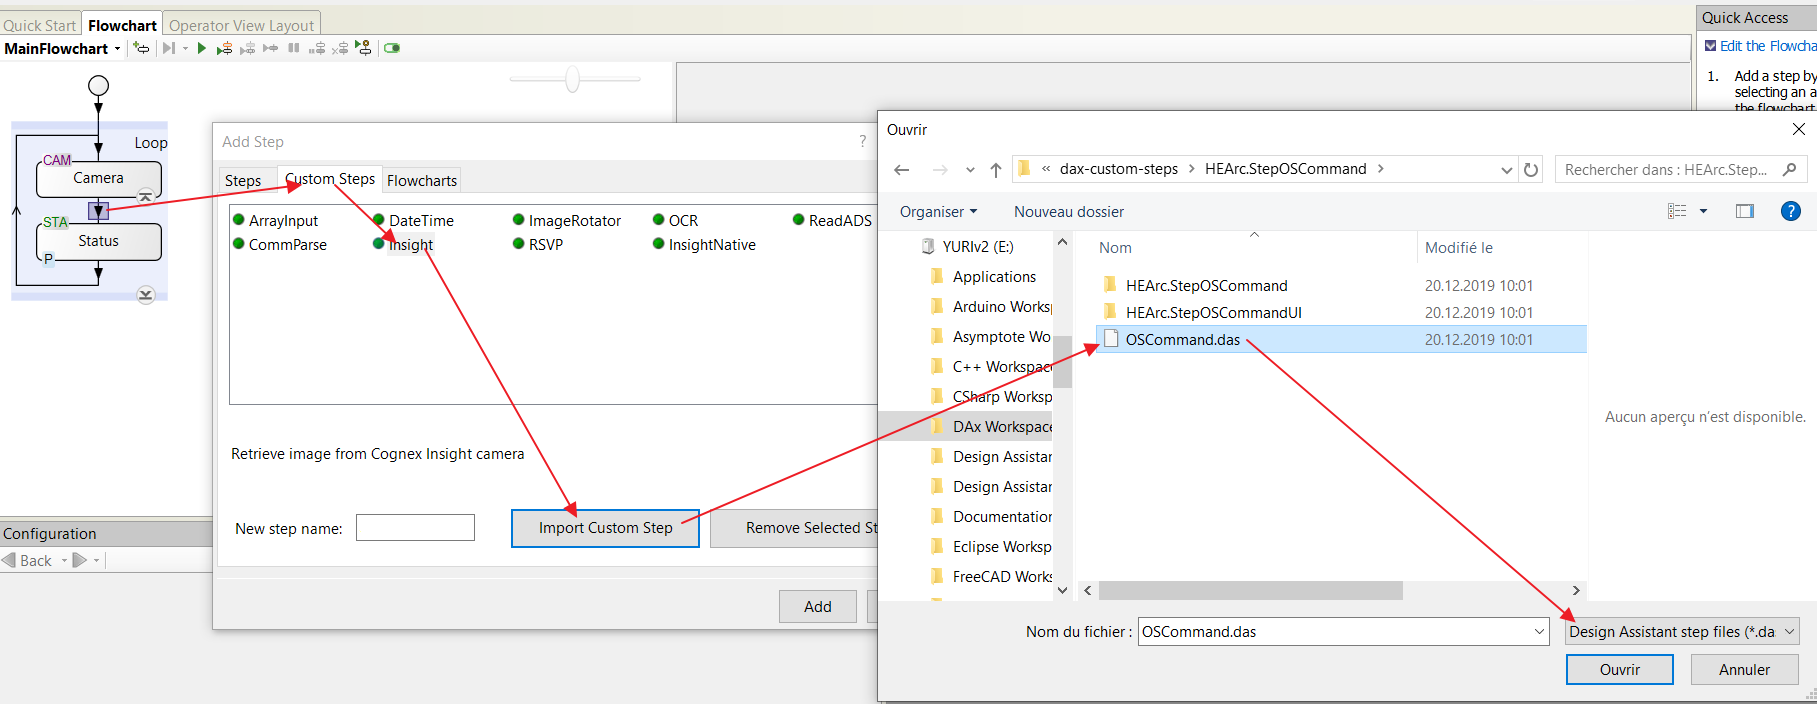 Quick Start
Flowchart
Operator View Layout
Quick Access
MainFlowchart
Edit the Flowcha
1. Add a step by
selecting an a
the flowchart
Loop
CAM
Camera
STA
Status
P
Configuration
Back
Add Step
?
Steps
Custom Steps
Flowcharts
ArrayInput
DateTime
ImageRotator
OCR
ReadADS
CommParse
Insight
RSVP
InsightNative
Retrieve image from Cognex Insight camera
New step name:
Import Custom Step
Remove Selected St
Add
Ouvrir
« dax-custom-steps > HEArc.StepOSCommand >
Rechercher dans : HEArc.Step...
Organiser
Nouveau dossier
?
YURIv2 (E:)
Applications
Arduino Works
Asymptote Wo
C++ Workspace
CSharp Worksp
DAx Workspace
Design Assistar
Design Assistar
Documentation
Eclipse Worksp
FreeCAD Works
Nom
Modifié le
HEArc.StepOSCommand
20.12.2019 10:01
HEArc.StepOSCommandUI
20.12.2019 10:01
OSCommand.das
20.12.2019 10:01
Aucun aperçu n'est disponible.
Nom du fichier :
OSCommand.das
Design Assistant step files (*.da
Ouvrir
Annuler